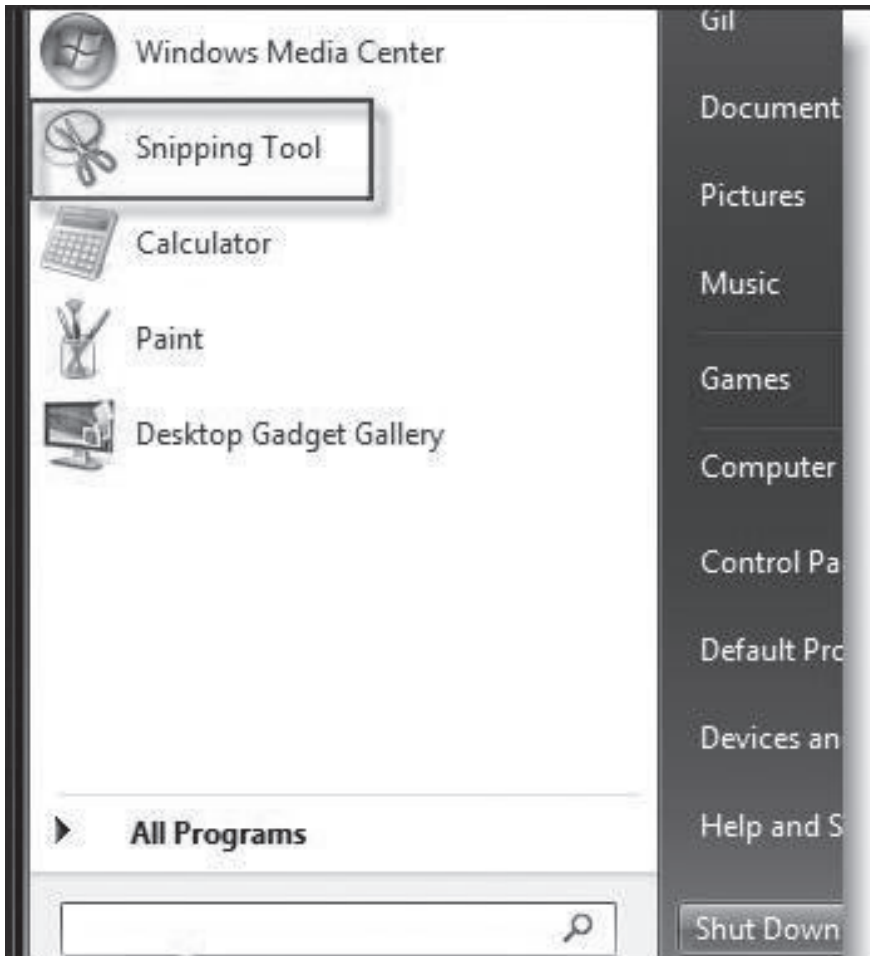 Windows Media Center
Snipping Tool
Calculator
Paint
Desktop Gadget Gallery
All Programs
Gil
Document
Pictures
Music
Games
Computer
Control Pa
Default Pro
Devices an
Help and S
Shut Down